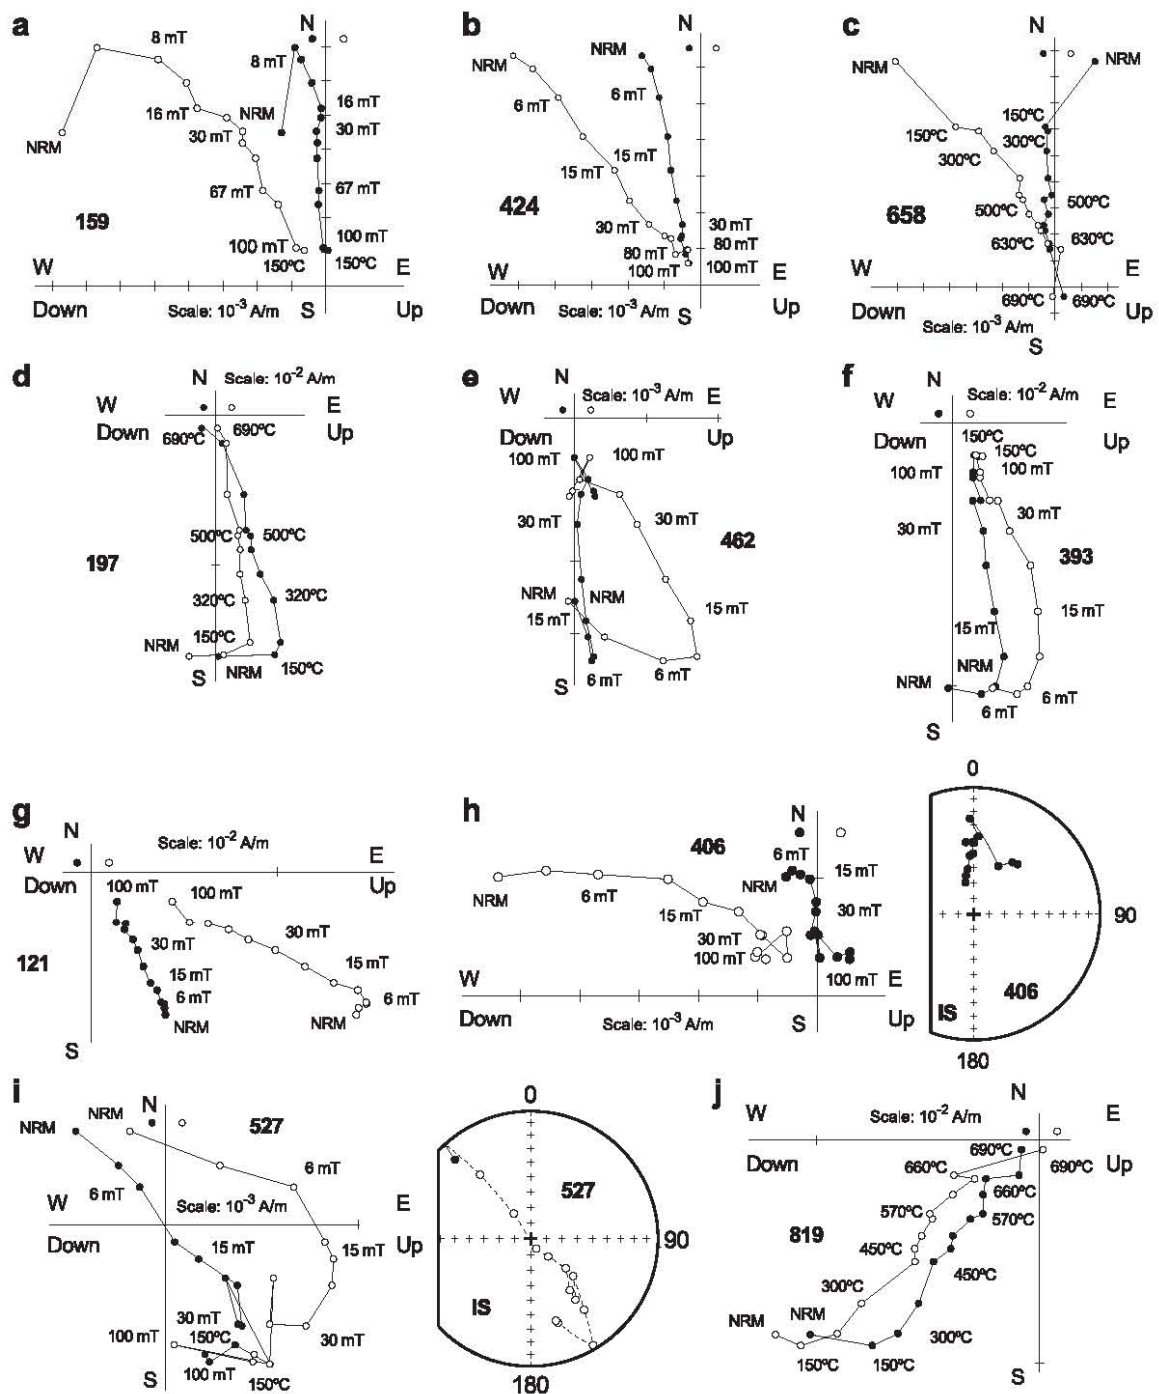 a
N
8 mT
8 mT
16 mT
NRM
16 mT
30 mT
30 mT
NRM
67 mT
67 mT
159
100 mT
100 mT
150ºC
150ºC
W
E
Down
Scale: 10-3 A/m
S
Up
b
N
NRM
NRM
6 mT
6 mT
15 mT
15 mT
424
30 mT
30 mT
80 mT
80 mT
100 mT
100 mT
W
E
Down
Scale: 10-3 A/m
S
Up
c
N
NRM
NRM
150ºC
150ºC
300ºC
300ºC
658
500ºC
500ºC
630ºC
630ºC
W
E
Down
690ºC
690ºC
Up
Scale: 10-3 A/m
S
d
N
Scale: 10-2 A/m
W
E
Down
690ºC
690ºC
Up
500ºC
500ºC
197
320ºC
320ºC
150ºC
NRM
NRM
150ºC
S
e
N
Scale: 10-3 A/m
W
E
Down
Up
100 mT
100 mT
30 mT
30 mT
462
NRM
NRM
15 mT
15 mT
6 mT
6 mT
S
f
N
Scale: 10-2 A/m
W
E
Down
Up
150ºC
150ºC
100 mT
100 mT
30 mT
30 mT
393
15 mT
15 mT
NRM
NRM
6 mT
6 mT
S
g
N
Scale: 10-2 A/m
W
E
Down
Up
100 mT
100 mT
30 mT
30 mT
121
15 mT
15 mT
6 mT
6 mT
NRM
NRM
S
h
N
406
6 mT
15 mT
NRM
NRM
6 mT
15 mT
30 mT
30 mT
100 mT
100 mT
W
E
Down
Scale: 10-3 A/m
S
Up
0
90
406
IS
180
i
N
527
NRM
NRM
6 mT
6 mT
W
Scale: 10-3 A/m
E
Down
15 mT
15 mT
Up
30 mT
30 mT
100 mT
150ºC
100 mT
150ºC
S
0
527
90
IS
180
j
N
W
Scale: 10-2 A/m
E
Down
690ºC
690ºC
Up
660ºC
660ºC
570ºC
570ºC
819
450ºC
450ºC
300ºC
NRM
NRM
300ºC
150ºC
150ºC
S